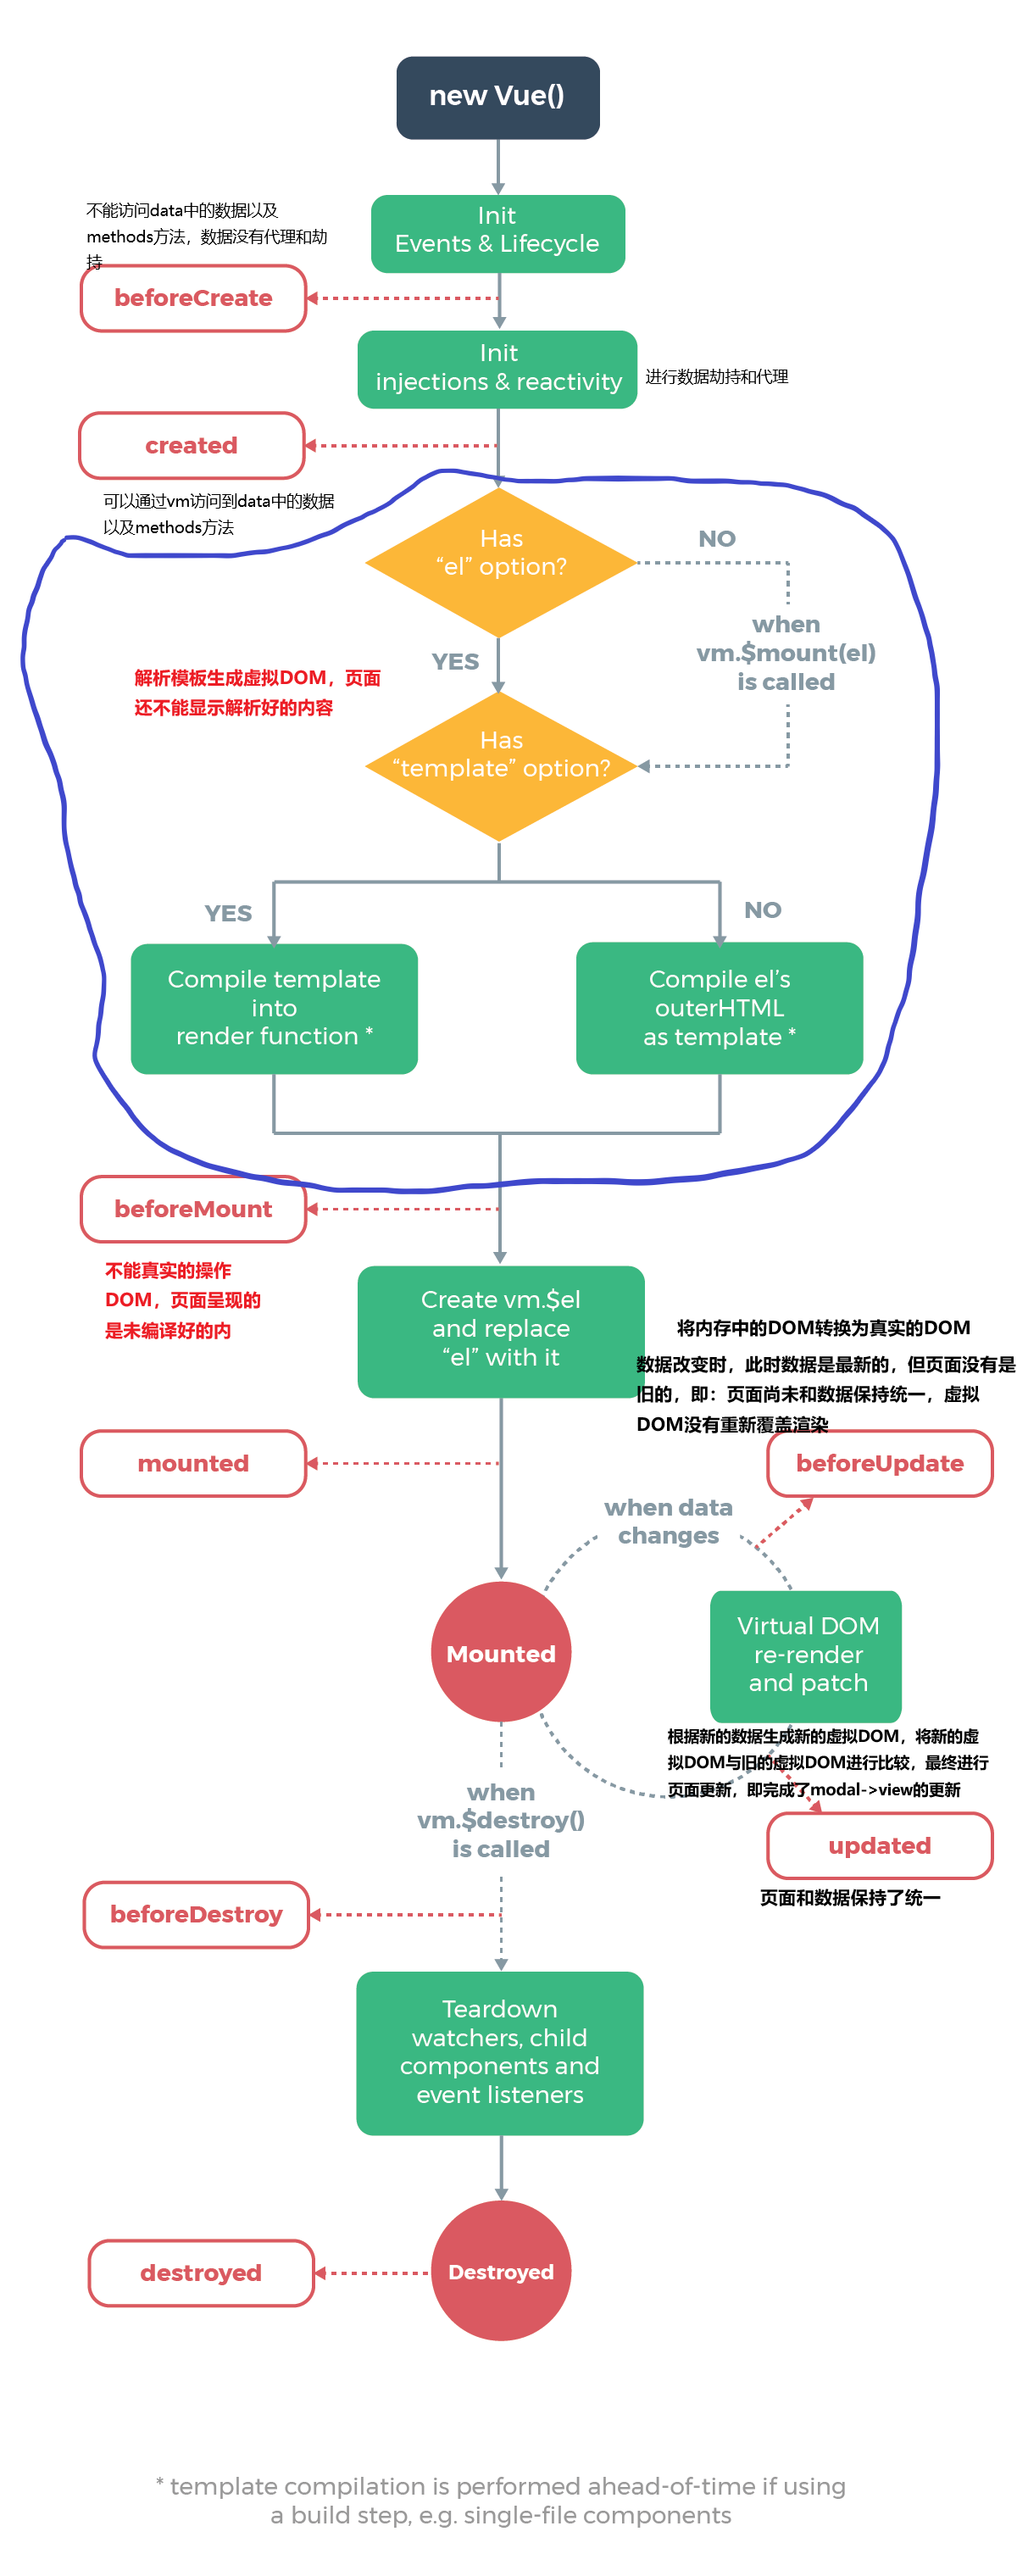 new Vue()
Init
Events & Lifecycle
不能访问data中的数据以及
methods方法，数据没有代理和劫
持
beforeCreate
Init
injections & reactivity
进行数据劫持和代理
created
可以通过vm访问到data中的数据
以及methods方法
Has
“el” option?
NO
when
vm.$mount(el)
is called
YES
解析模板生成虚拟DOM，页面
还不能显示解析好的内容
Has
“template” option?
YES
NO
Compile template
into
render function *
Compile el’s
outerHTML
as template *
beforeMount
不能真实的操作
DOM，页面呈现的
是未编译好的内
Create vm.$el
and replace
“el” with it
将内存中的DOM转换为真实的DOM
数据改变时，此时数据是最新的，但页面没有是
旧的，即：页面尚未和数据保持统一，虚拟
DOM没有重新覆盖渲染
mounted
beforeUpdate
when data
changes
Mounted
Virtual DOM
re-render
and patch
根据新的数据生成新的虚拟DOM，将新的虚
拟DOM与旧的虚拟DOM进行比较，最终进行
页面更新，即完成了modal->view的更新
when
vm.$destroy()
is called
updated
页面和数据保持了统一
beforeDestroy
Teardown
watchers, child
components and
event listeners
destroyed
Destroyed
* template compilation is performed ahead-of-time if using
a build step, e.g. single-file components